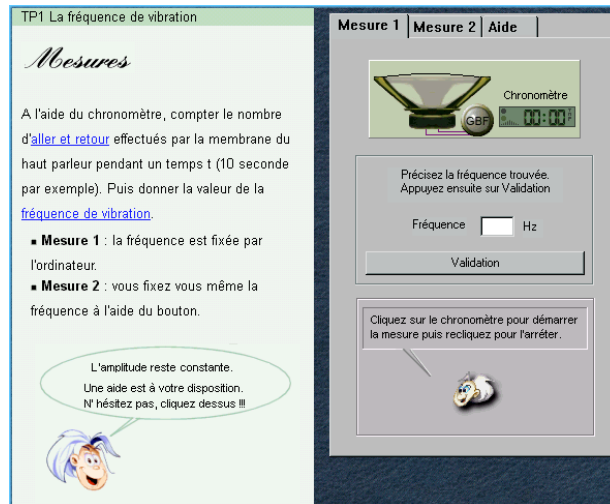 TP1 La fréquence de vibration
Mesures
A l'aide du chronomètre, compter le nombre
d'aller et retour effectués par la membrane du
haut parleur pendant un temps t (10 seconde
par exemple). Puis donner la valeur de la
fréquence de vibration.
▪ Mesure 1 : la fréquence est fixée par
l'ordinateur.
▪ Mesure 2 : vous fixez vous même la
fréquence à l'aide du bouton.
L'amplitude reste constante.
Une aide est à votre disposition.
N' hésitez pas, cliquez dessus !!!
Mesure 1 Mesure 2 Aide
Chronomètre
GBF 00:00
Précisez la fréquence trouvée.
Appuyez ensuite sur Validation
Fréquence Hz
Validation
Cliquez sur le chronomètre pour démarrer
la mesure puis recliquez pour l'arréter.